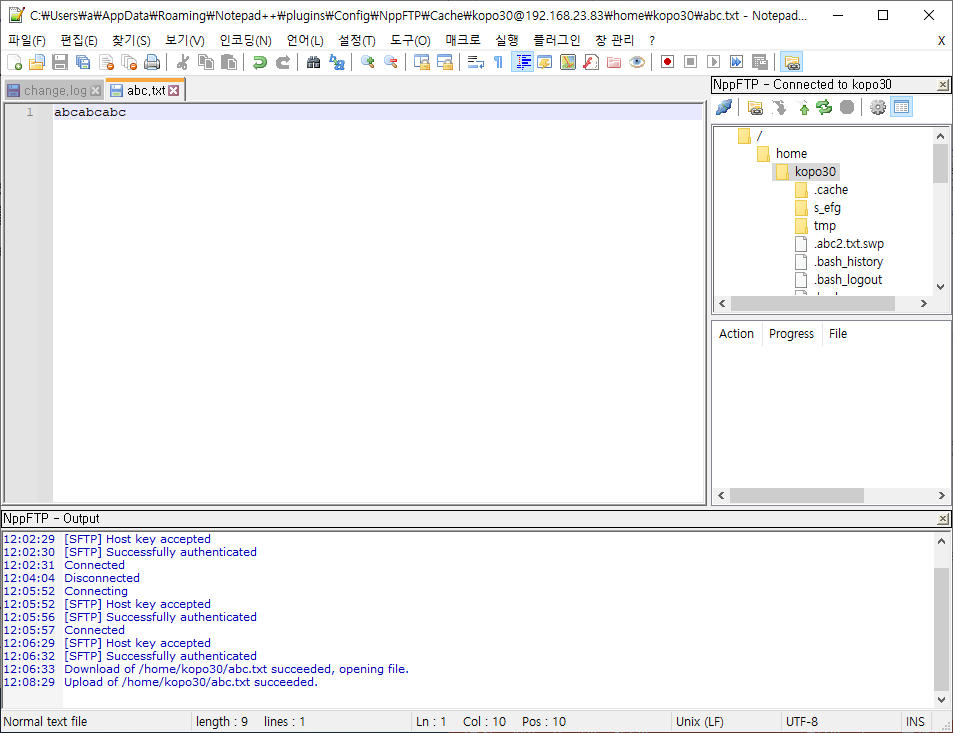 C:₩Users₩a₩AppData₩Roaming₩Notepad++₩plugins₩Config₩NppFTP₩Cache₩kopo30@192.168.23.83₩home₩kopo30₩abc.txt - Notepad...
파일(F) 편집(E) 찾기(S) 보기(V) 인코딩(N) 언어(L) 설정(T) 도구(O) 매크로 실행 플러그인 창 관리 ? X
change.log abc.txt
1 abcabcabc
NppFTP - Connected to kopo30
/
home
kopo30
.cache
s_efg
tmp
.abc2.txt.swp
.bash_history
.bash_logout
Action Progress File
NppFTP - Output
12:02:29 [SFTP] Host key accepted
12:02:30 [SFTP] Successfully authenticated
12:02:31 Connected
12:04:04 Disconnected
12:05:52 Connecting
12:05:52 [SFTP] Host key accepted
12:05:56 [SFTP] Successfully authenticated
12:05:57 Connected
12:06:29 [SFTP] Host key accepted
12:06:32 [SFTP] Successfully authenticated
12:06:33 Download of /home/kopo30/abc.txt succeeded, opening file.
12:08:29 Upload of /home/kopo30/abc.txt succeeded.
Normal text file length : 9 lines : 1 Ln : 1 Col : 10 Pos : 10 Unix (LF) UTF-8 INS